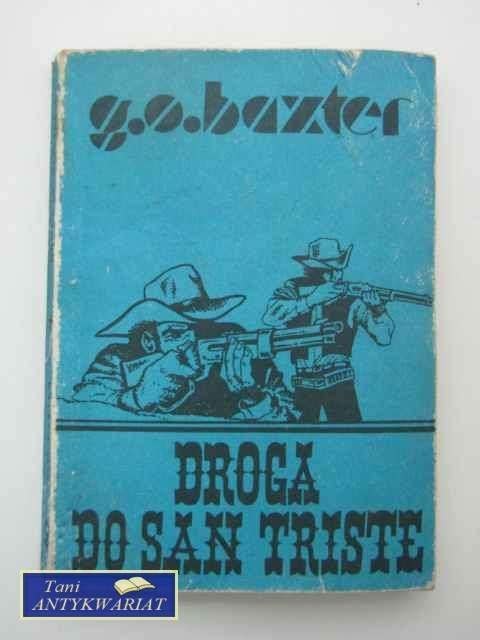 g.o.baxter
DROGA
DO SAN TRISTE
Tani
ANTYKWARIAT